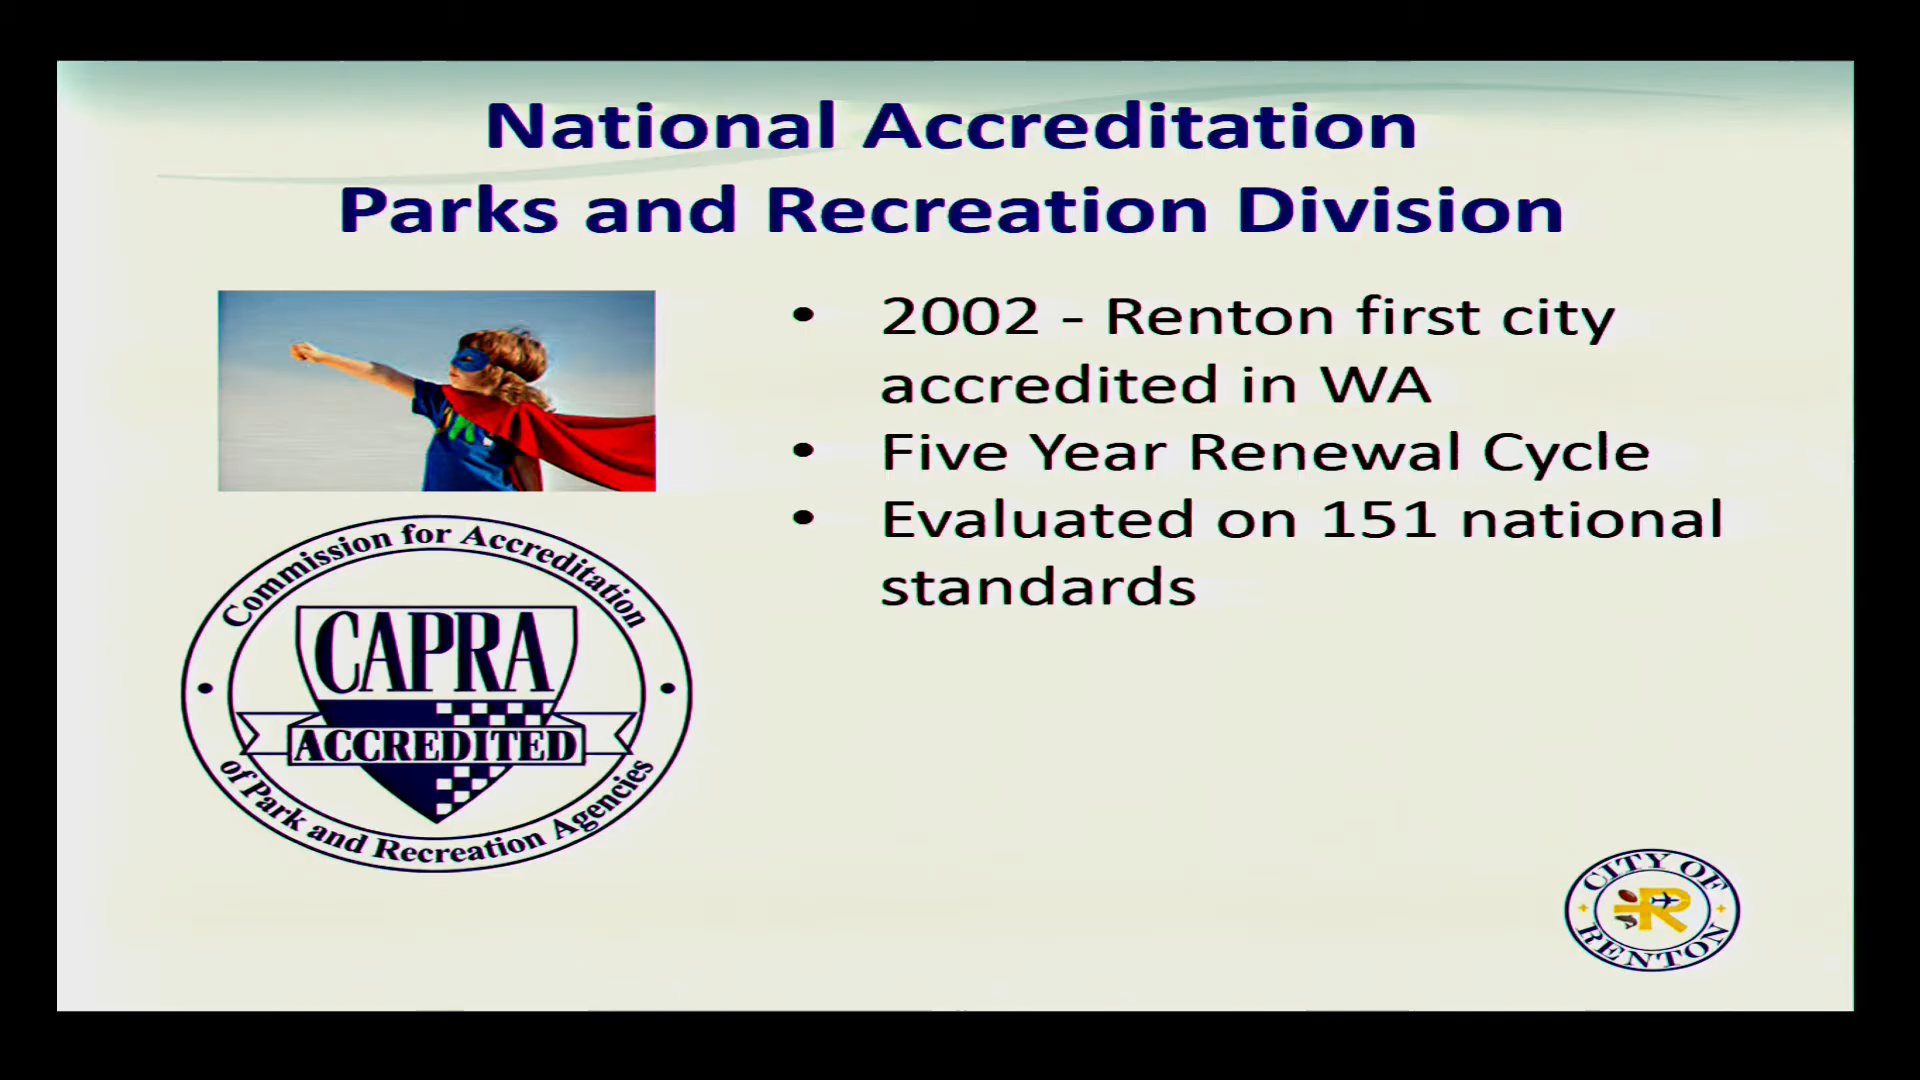 National Accreditation
Parks and Recreation Division
• 2002 - Renton first city
accredited in WA
• Five Year Renewal Cycle
• Evaluated on 151 national
standards
Commission for Accreditation
CAPRA
ACCREDITED
of Park and Recreation Agencies
CITY OF
R
RENTON